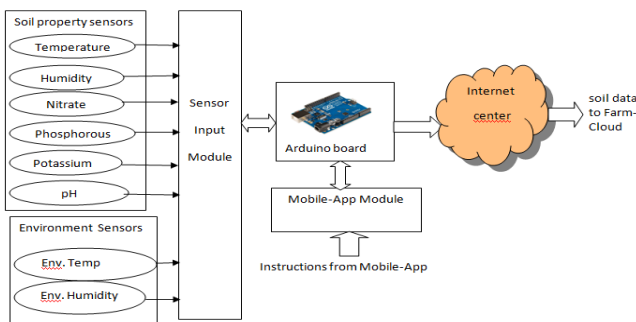 Soil property sensors
Temperature
Humidity
Nitrate
Phosphorous
Potassium
pH
Environment Sensors
Env. Temp
Env. Humidity
Sensor
Input
Module
Arduino board
Mobile-App Module
Instructions from Mobile-App
Internet
center
soil data
to Farm-
Cloud